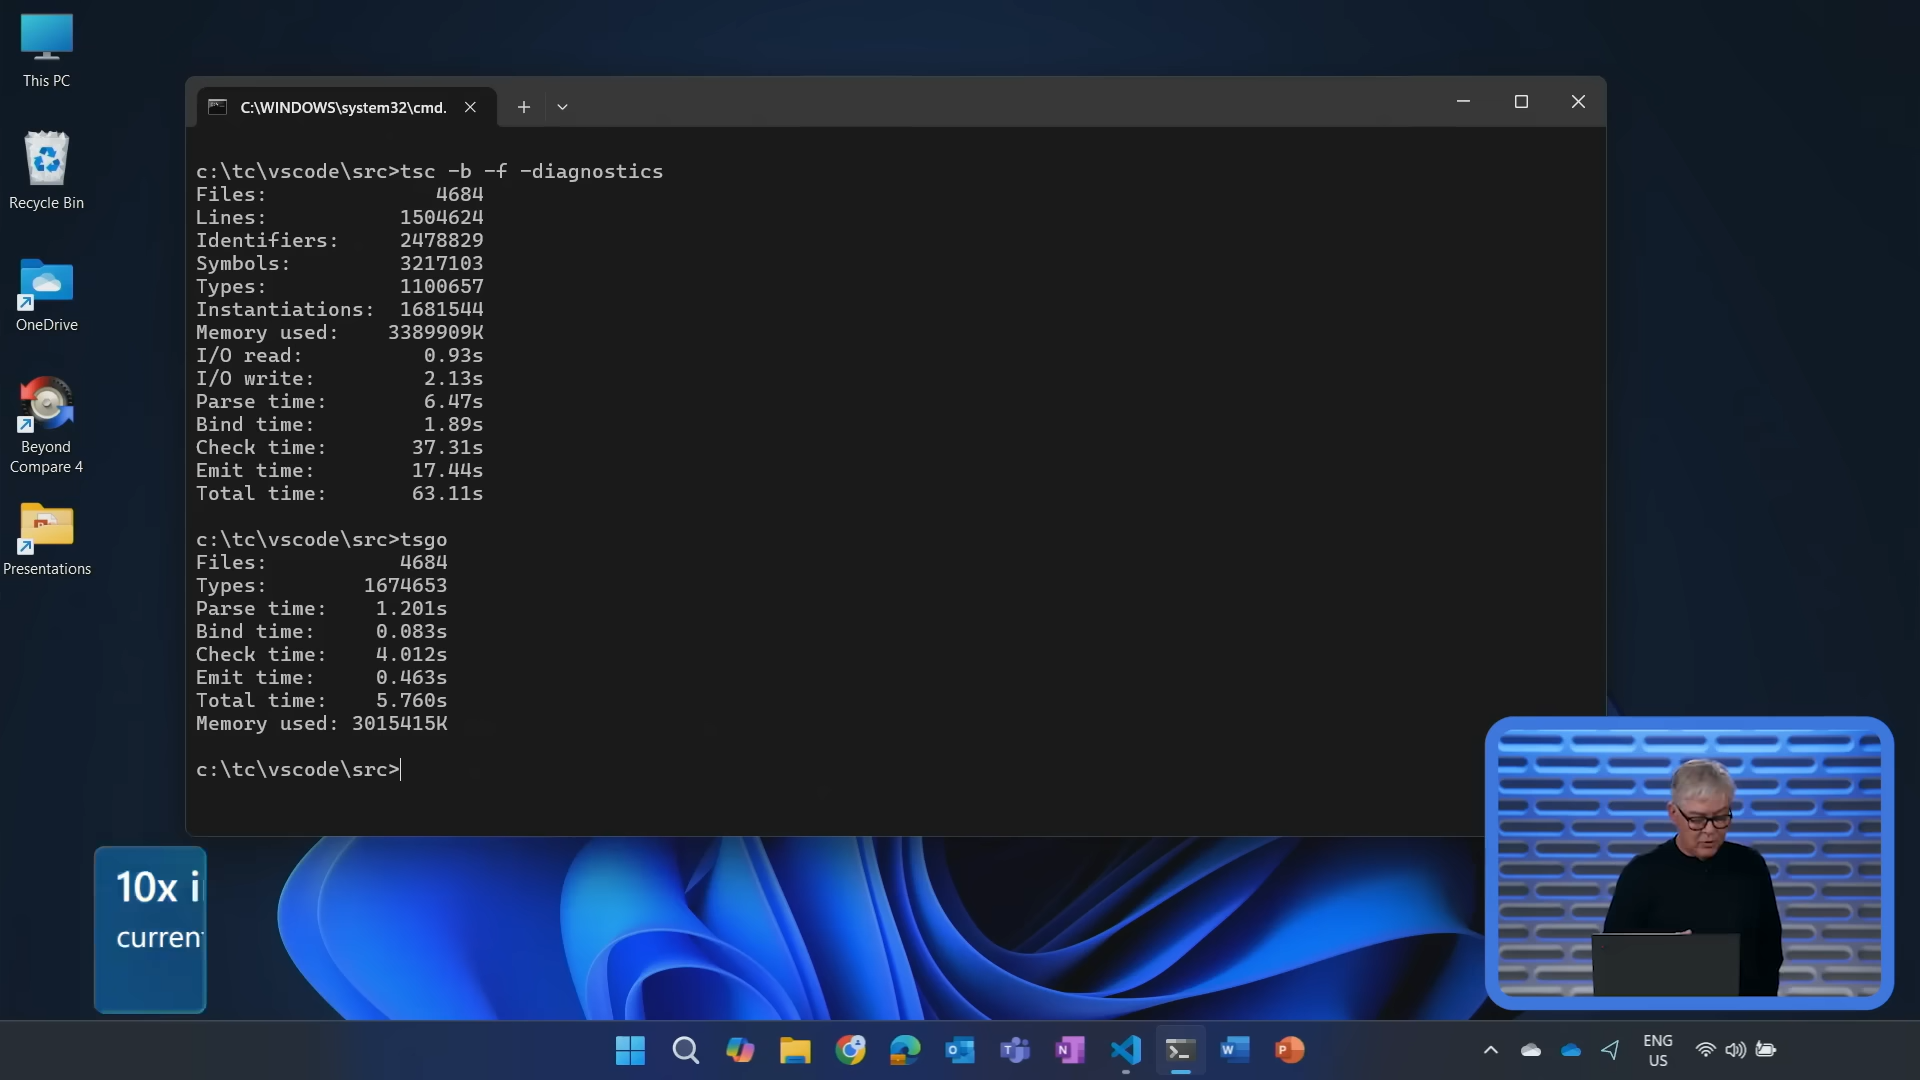 This PC
Recycle Bin
OneDrive
Beyond
Compare 4
Presentations
C:\WINDOWS\system32\cmd.
c:\tc\vscode\src>tsc -b -f -diagnostics
Files: 4684
Lines: 1504624
Identifiers: 2478829
Symbols: 3217103
Types: 1100657
Instantiations: 1681544
Memory used: 3389909K
I/O read: 0.93s
I/O write: 2.13s
Parse time: 6.47s
Bind time: 1.89s
Check time: 37.31s
Emit time: 17.44s
Total time: 63.11s
c:\tc\vscode\src>tsgo
Files: 4684
Types: 1674653
Parse time: 1.201s
Bind time: 0.083s
Check time: 4.012s
Emit time: 0.463s
Total time: 5.760s
Memory used: 3015415K
c:\tc\vscode\src>
10x i
curren
ENG
US